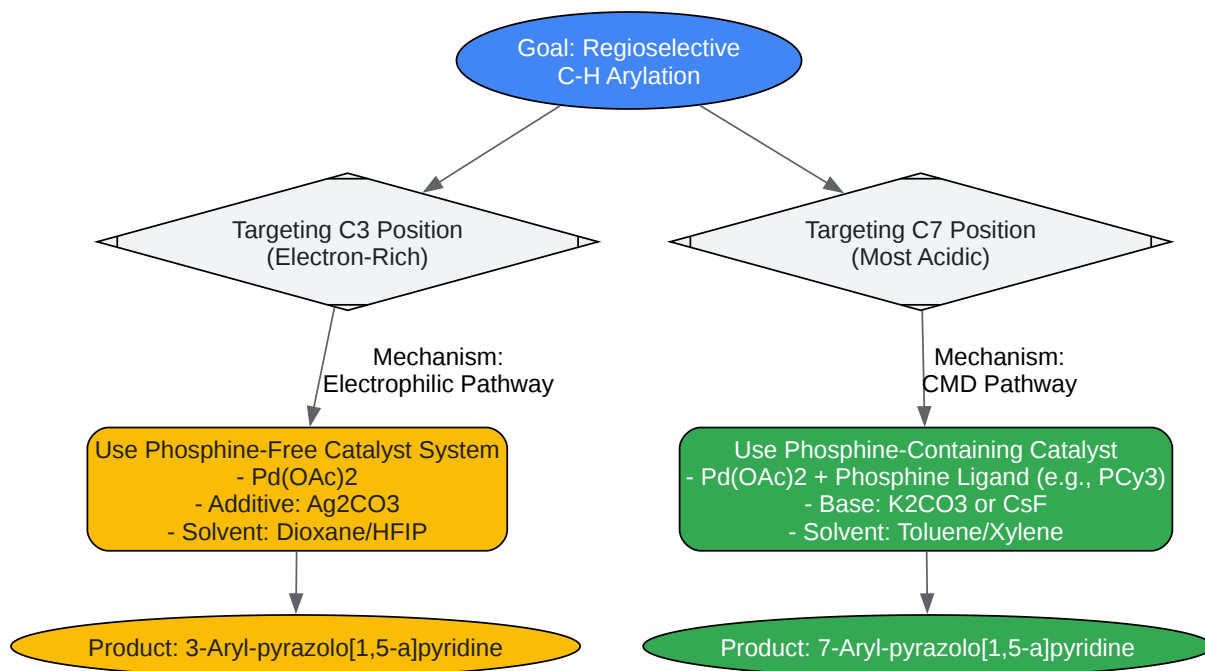 Goal: Regioselective
C-H Arylation
Targeting C3 Position
(Electron-Rich)
Targeting C7 Position
(Most Acidic)
Mechanism:
Electrophilic Pathway
Mechanism:
CMD Pathway
Use Phosphine-Free Catalyst System
- Pd(OAc)2
- Additive: Ag2CO3
- Solvent: Dioxane/HFIP
Use Phosphine-Containing Catalyst
- Pd(OAc)2 + Phosphine Ligand (e.g., PCy3)
- Base: K2CO3 or CsF
- Solvent: Toluene/Xylene
Product: 3-Aryl-pyrazolo[1,5-a]pyridine
Product: 7-Aryl-pyrazolo[1,5-a]pyridine